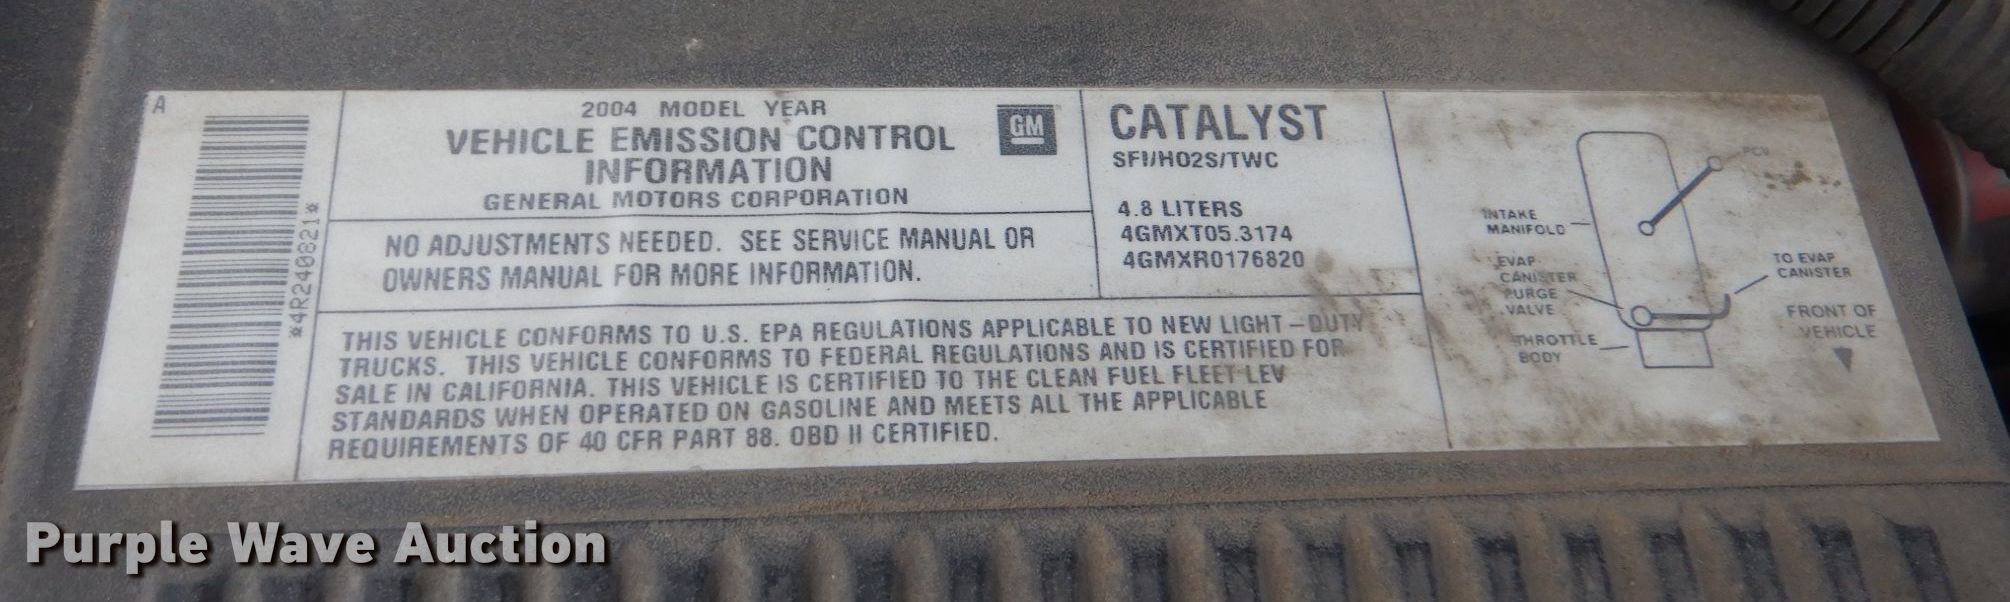 A
*4R240821*
2004 MODEL YEAR
VEHICLE EMISSION CONTROL
INFORMATION
GENERAL MOTORS CORPORATION
GM
NO ADJUSTMENTS NEEDED. SEE SERVICE MANUAL OR
OWNERS MANUAL FOR MORE INFORMATION.
CATALYST
SFI/HO2S/TWC
4.8 LITERS
4GMXT05.3174
4GMXR0176820
THIS VEHICLE CONFORMS TO U.S. EPA REGULATIONS APPLICABLE TO NEW LIGHT-DUTY
TRUCKS. THIS VEHICLE CONFORMS TO FEDERAL REGULATIONS AND IS CERTIFIED FOR
SALE IN CALIFORNIA. THIS VEHICLE IS CERTIFIED TO THE CLEAN FUEL FLEET LEV
STANDARDS WHEN OPERATED ON GASOLINE AND MEETS ALL THE APPLICABLE
REQUIREMENTS OF 40 CFR PART 88. OBD II CERTIFIED.
PCV
INTAKE
MANIFOLD
EVAP
CANISTER
PURGE
VALVE
THROTTLE
BODY
TO EVAP
CANISTER
FRONT OF
VEHICLE
Purple Wave Auction